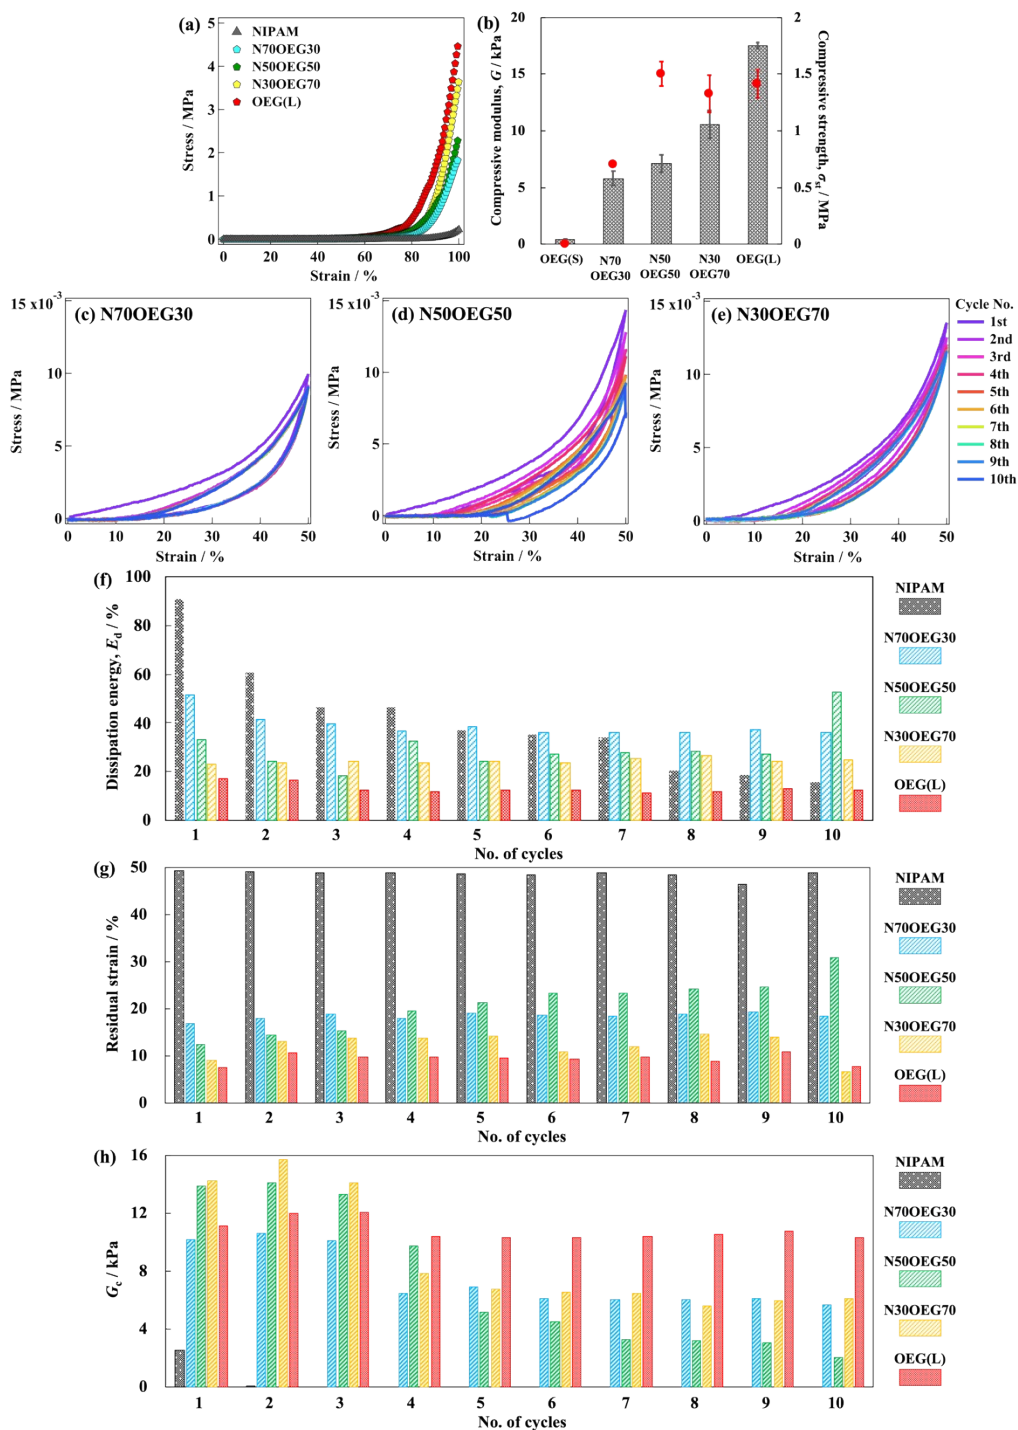 (a)
NIPAM
N70OEG30
N50OEG50
N30OEG70
OEG(L)
Stress / MPa
5
4
3
2
1
0
0 20 40 60 80 100
Strain / %
(b)
Compressive modulus, G / kPa
20
15
10
5
0
Compressive strength, σst / MPa
2
1.5
1
0.5
0
OEG(S) N70 OEG30 N50 OEG50 N30 OEG70 OEG(L)
(c) N70OEG30
15 x10-3
10
5
0
Stress / MPa
0 10 20 30 40 50
Strain / %
(d) N50OEG50
15 x10-3
10
5
0
Stress / MPa
0 10 20 30 40 50
Strain / %
(e) N30OEG70
15 x10-3
10
5
0
Stress / MPa
0 10 20 30 40 50
Strain / %
Cycle No.
1st
2nd
3rd
4th
5th
6th
7th
8th
9th
10th
(f)
Dissipation energy, Ed / %
100
80
60
40
20
0
1 2 3 4 5 6 7 8 9 10
No. of cycles
NIPAM
N70OEG30
N50OEG50
N30OEG70
OEG(L)
(g)
Residual strain / %
50
40
30
20
10
0
1 2 3 4 5 6 7 8 9 10
No. of cycles
NIPAM
N70OEG30
N50OEG50
N30OEG70
OEG(L)
(h)
Gc / kPa
16
12
8
4
0
1 2 3 4 5 6 7 8 9 10
No. of cycles
NIPAM
N70OEG30
N50OEG50
N30OEG70
OEG(L)